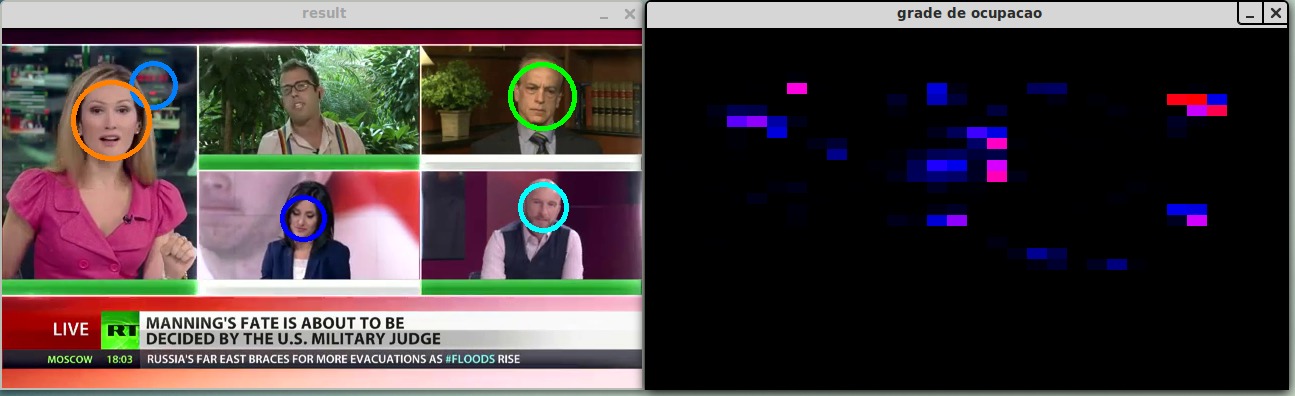 result
grade de ocupacao
LIVE
RT
MANNING'S FATE IS ABOUT TO BE
DECIDED BY THE U.S. MILITARY JUDGE
MOSCOW 18:03 RUSSIA'S FAR EAST BRACES FOR MORE EVACUATIONS AS #FLOODS RISE